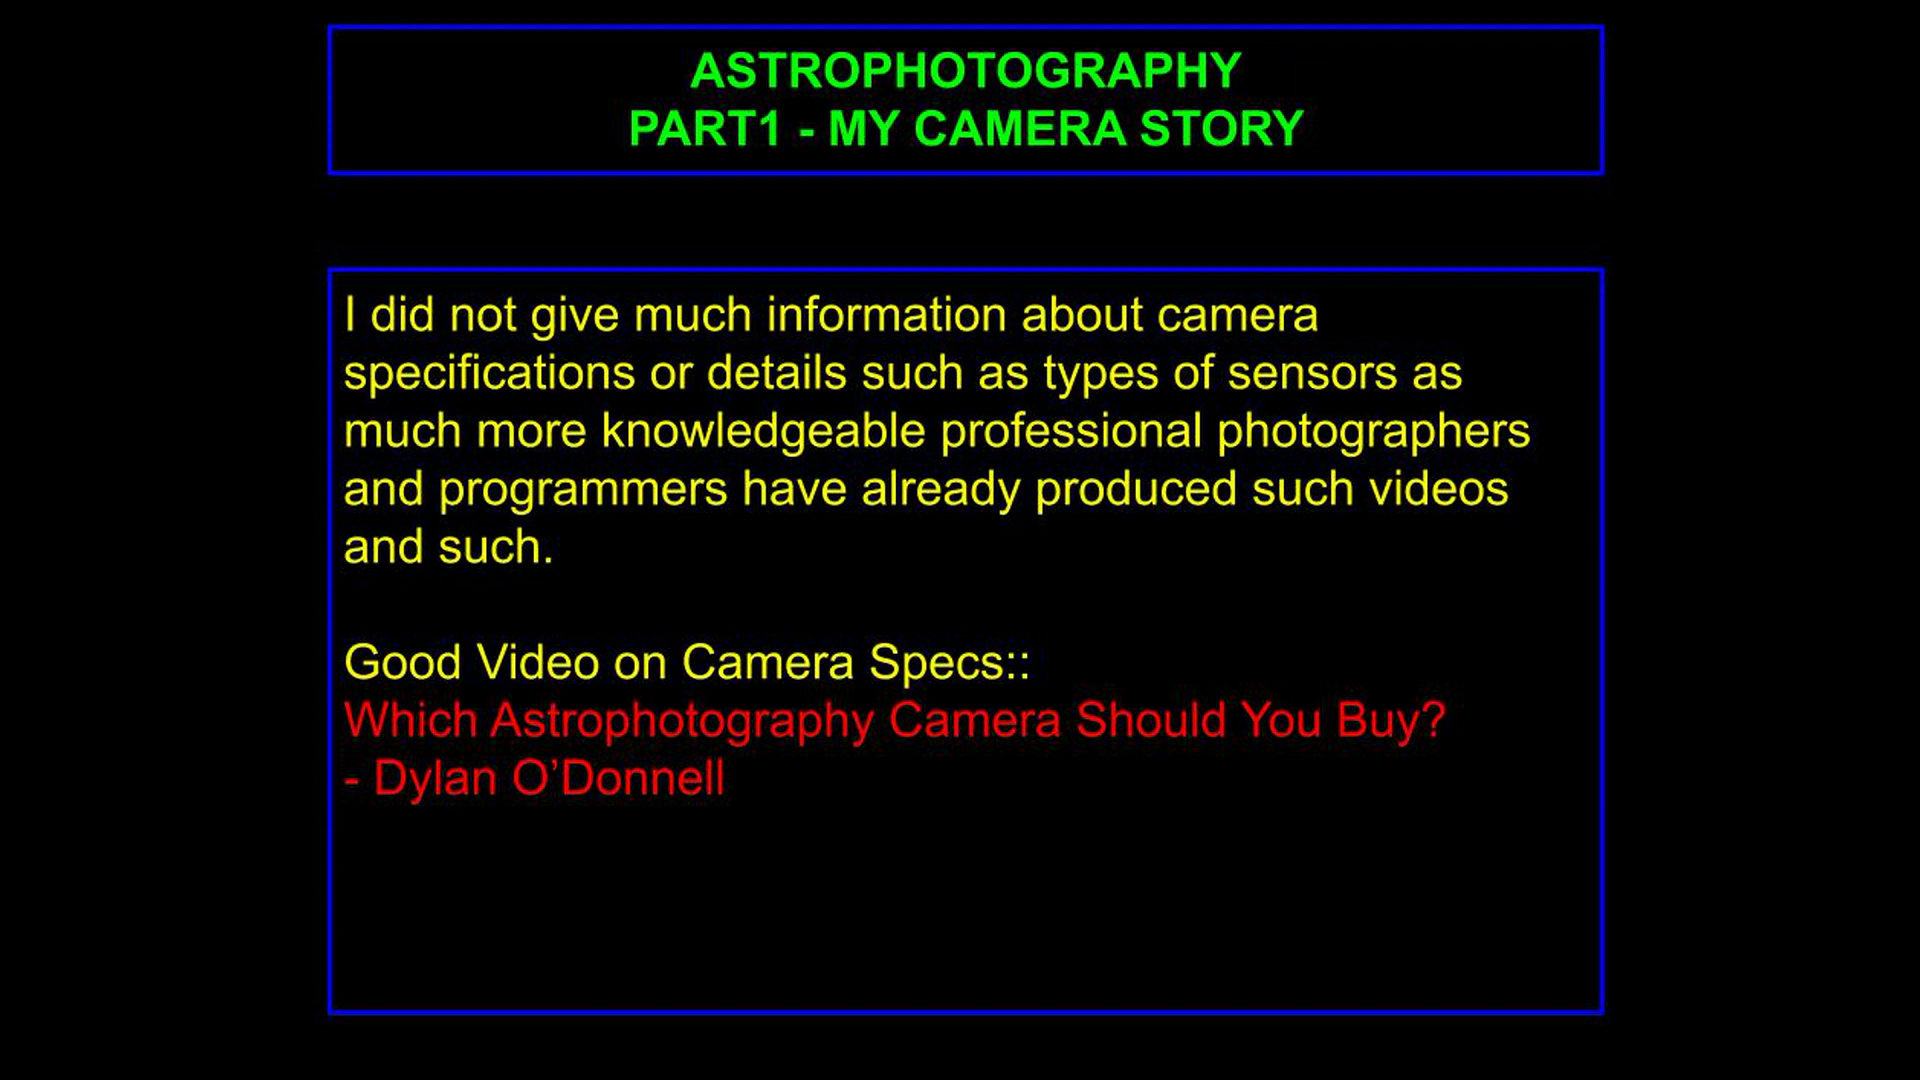 ASTROPHOTOGRAPHY
PART1 - MY CAMERA STORY
I did not give much information about camera
specifications or details such as types of sensors as
much more knowledgeable professional photographers
and programmers have already produced such videos
and such.
Good Video on Camera Specs::
Which Astrophotography Camera Should You Buy?
- Dylan O’Donnell